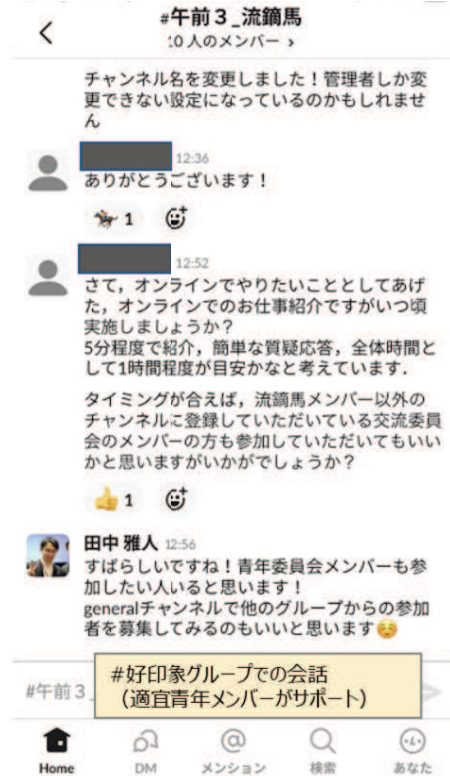 #午前３_流鏑馬
10 人のメンバー ›
チャンネル名を変更しました！管理者しか変
更できない設定になっているのかもしれませ
ん
12:36
ありがとうございます！
1
12:52
さて，オンラインでやりたいこととしてあげ
た，オンラインでのお仕事紹介ですがいつ頃
実施しましょうか？
5分程度で紹介，簡単な質疑応答，全体時間と
して1時間程度が目安かなと考えています．
タイミングが合えば，流鏑馬メンバー以外の
チャンネルに登録していただいている交流委員
会のメンバーの方も参加していただいてもいい
かと思いますがいかがでしょうか？
1
田中 雅人 12:56
すばらしいですね！青年委員会メンバーも参
加したい人いると思います！
generalチャンネルで他のグループからの参加
者を募集してみるのもいいと思います☺️
#午前３_
#好印象グループでの会話
（適宜青年メンバーがサポート）
Home DM メンション 検索 あなた